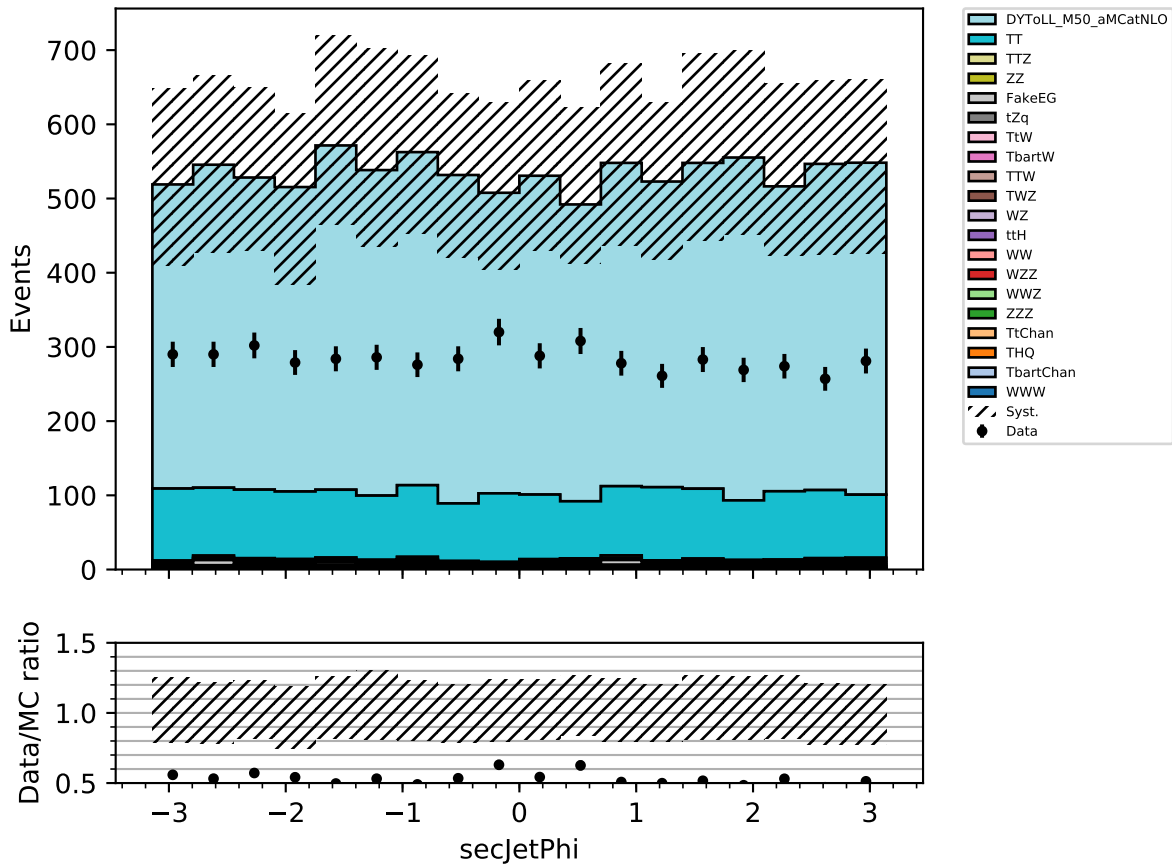 700
600
500
400
300
200
100
0
Events
DYToLL_M50_aMCatNLO
TT
TTZ
ZZ
FakeEG
tZq
TtW
TbartW
TTW
TWZ
WZ
ttH
WW
WZZ
WWZ
ZZZ
TtChan
THQ
TbartChan
WWW
Syst.
Data
1.5
1.0
0.5
Data/MC ratio
−3 −2 −1 0 1 2 3
secJetPhi